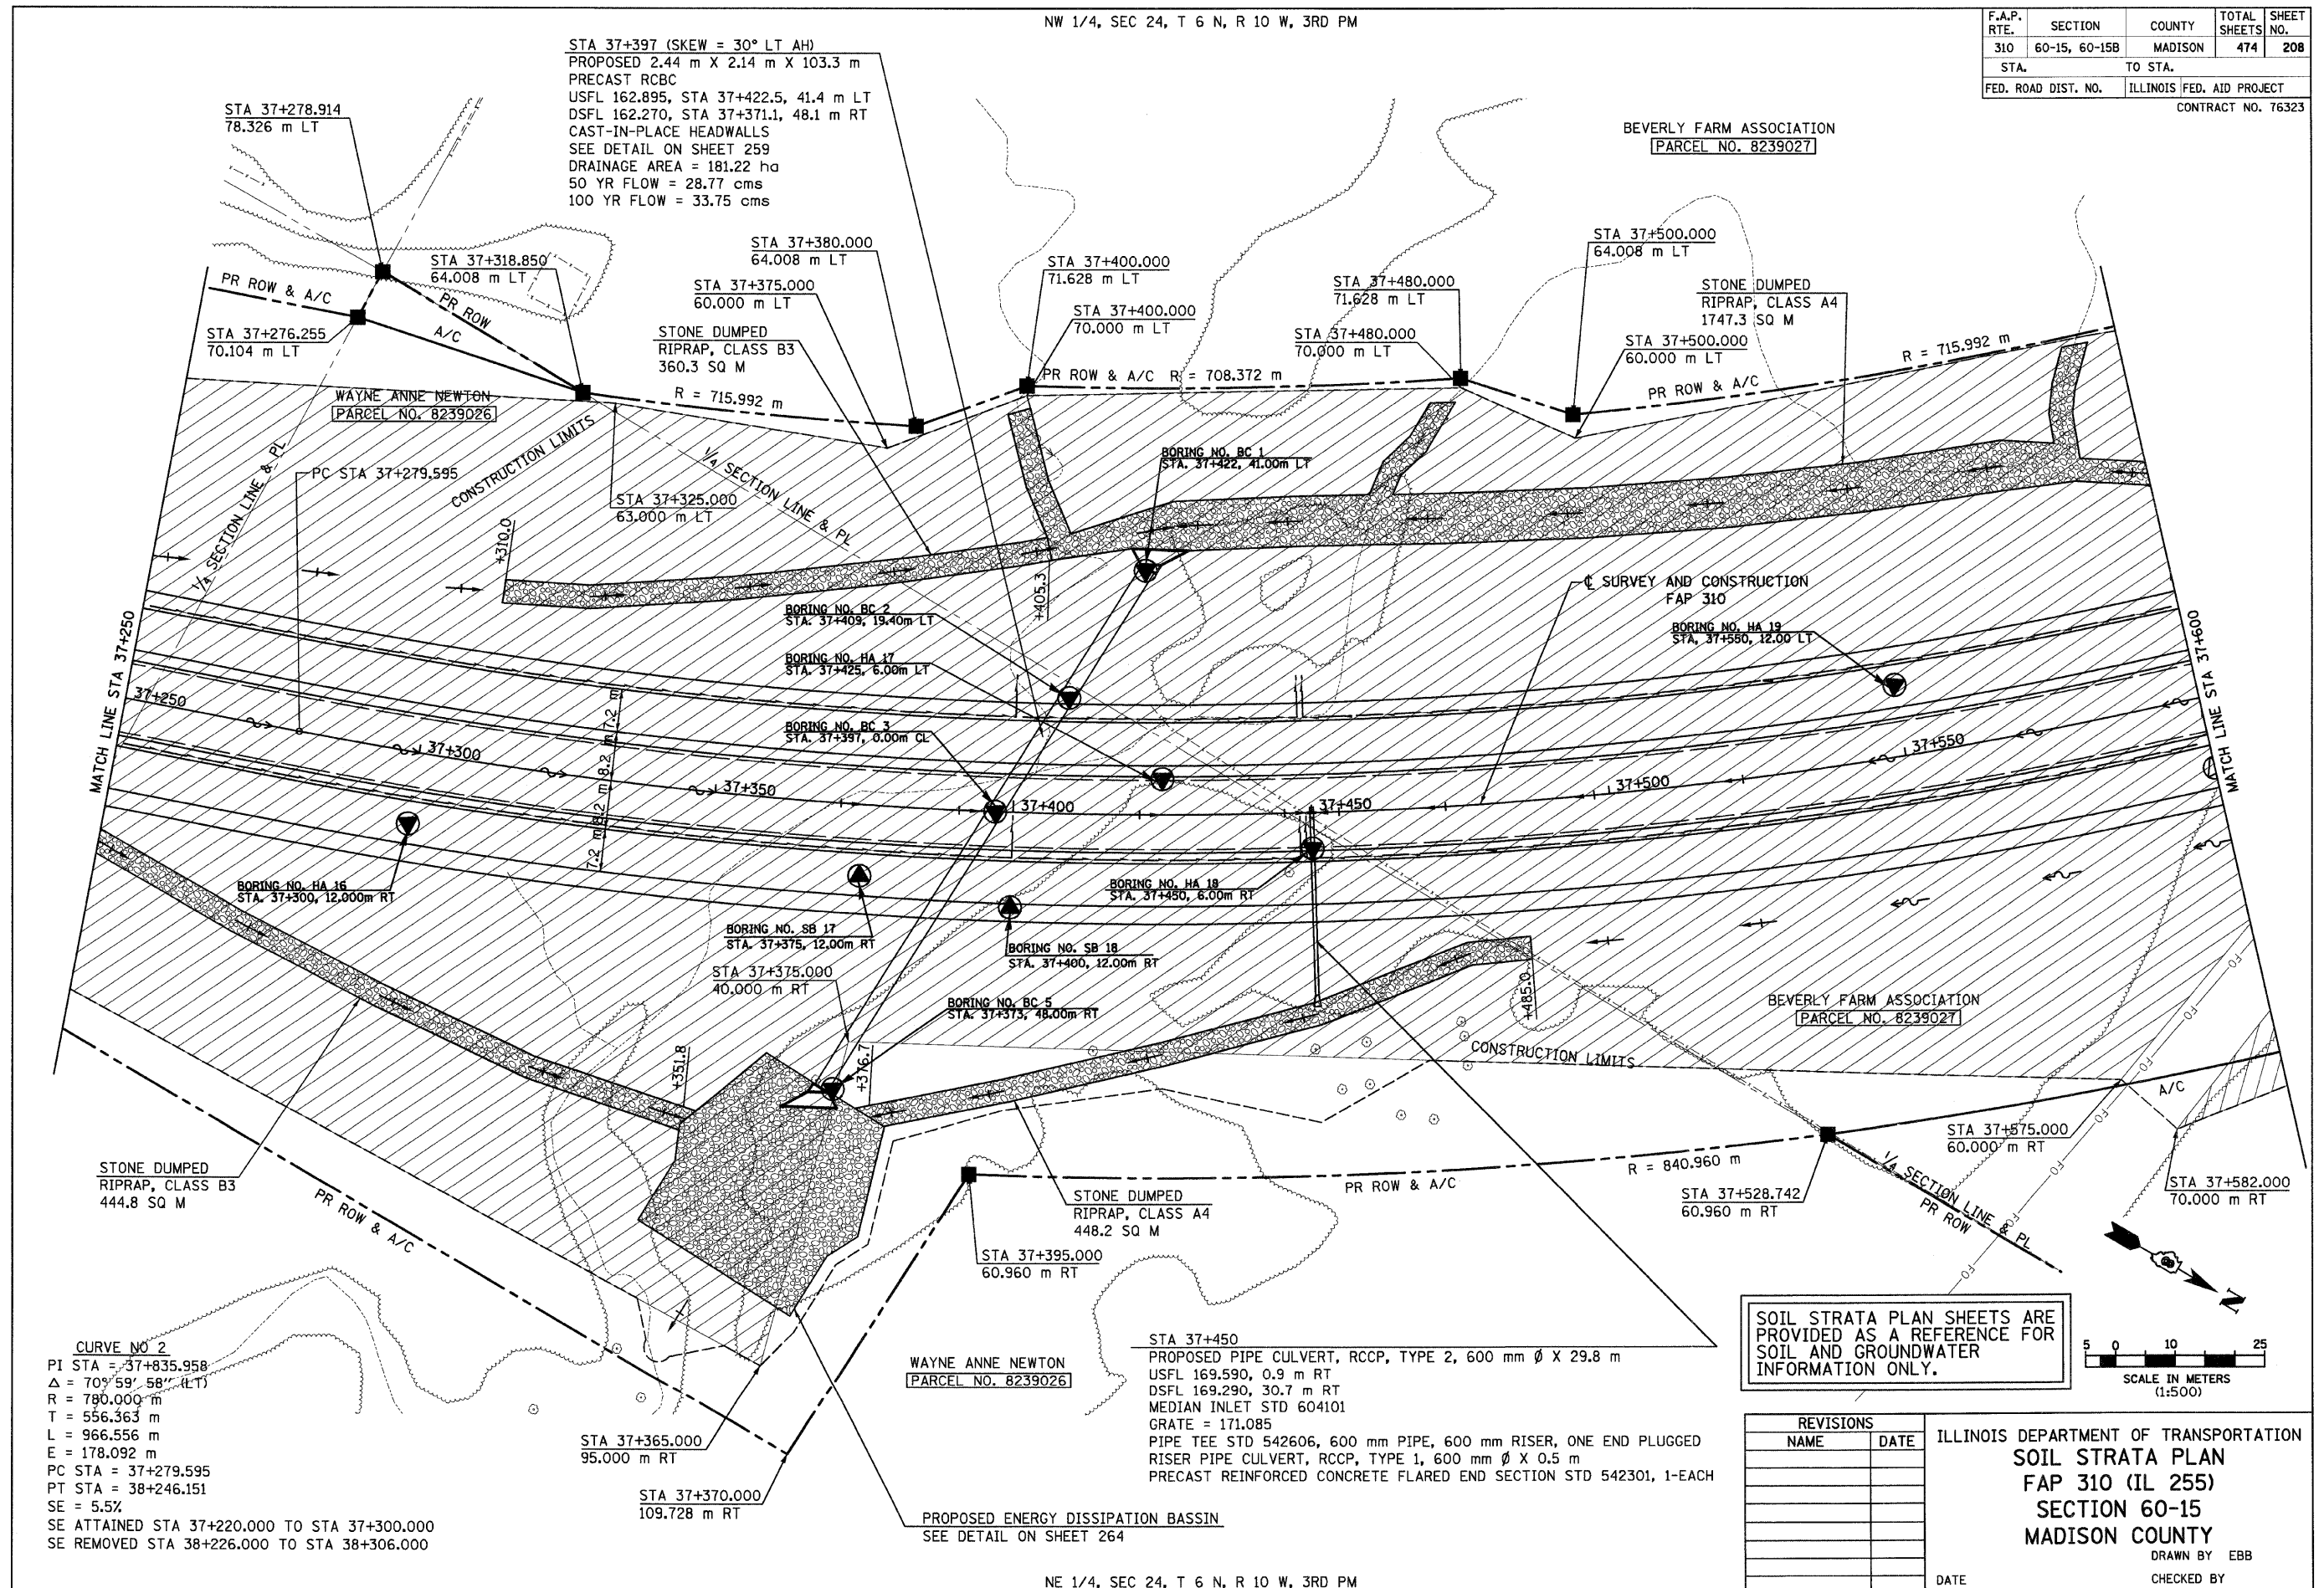 NW 1/4, SEC 24, T 6 N, R 10 W, 3RD PM
F.A.P. RTE.
SECTION
COUNTY
TOTAL SHEETS
SHEET NO.
310
60-15, 60-15B
MADISON
474
208
STA.
TO STA.
FED. ROAD DIST. NO.
ILLINOIS
FED. AID PROJECT
CONTRACT NO. 76323
STA 37+397 (SKEW = 30° LT AH)
PROPOSED 2.44 m X 2.14 m X 103.3 m
PRECAST RCBC
USFL 162.895, STA 37+422.5, 41.4 m LT
DSFL 162.270, STA 37+371.1, 48.1 m RT
CAST-IN-PLACE HEADWALLS
SEE DETAIL ON SHEET 259
DRAINAGE AREA = 181.22 ha
50 YR FLOW = 28.77 cms
100 YR FLOW = 33.75 cms
STA 37+278.914
78.326 m LT
BEVERLY FARM ASSOCIATION
PARCEL NO. 8239027
STA 37+318.850
64.008 m LT
STA 37+380.000
64.008 m LT
STA 37+375.000
60.000 m LT
STA 37+400.000
71.628 m LT
STA 37+400.000
70.000 m LT
STA 37+480.000
71.628 m LT
STA 37+480.000
70.000 m LT
STA 37+500.000
64.008 m LT
STA 37+500.000
60.000 m LT
STONE DUMPED
RIPRAP, CLASS A4
1747.3 SQ M
PR ROW & A/C
PR ROW
A/C
STA 37+276.255
70.104 m LT
STONE DUMPED
RIPRAP, CLASS B3
360.3 SQ M
R = 715.992 m
PR ROW & A/C R = 708.372 m
PR ROW & A/C
R = 715.992 m
WAYNE ANNE NEWTON
PARCEL NO. 8239026
CONSTRUCTION LIMITS
1/4 SECTION LINE & PL
1/4 SECTION LINE & PL
PC STA 37+279.595
STA 37+325.000
63.000 m LT
BORING NO. BC 1
STA. 37+422, 41.00m LT
+310.0
+405.3
BORING NO. BC 2
STA. 37+409, 19.40m LT
BORING NO. HA 17
STA. 37+425, 6.00m LT
BORING NO. BC 3
STA. 37+397, 0.00m CL
℄ SURVEY AND CONSTRUCTION
FAP 310
BORING NO. HA 19
STA. 37+550, 12.00 LT
MATCH LINE STA 37+250
MATCH LINE STA 37+600
37+250
37+300
37+350
37+400
37+450
37+500
37+550
7.2 m 8.2 m 8.2 m 7.2 m
BORING NO. HA 16
STA. 37+300, 12.000m RT
BORING NO. SB 17
STA. 37+375, 12.00m RT
BORING NO. SB 18
STA. 37+400, 12.00m RT
BORING NO. HA 18
STA. 37+450, 6.00m RT
STA 37+375.000
40.000 m RT
BORING NO. BC 5
STA. 37+373, 48.00m RT
+351.8
+376.7
+485.0
BEVERLY FARM ASSOCIATION
PARCEL NO. 8239027
CONSTRUCTION LIMITS
A/C
FO
FO
FO
FO
FO
FO
STONE DUMPED
RIPRAP, CLASS B3
444.8 SQ M
PR ROW & A/C
STONE DUMPED
RIPRAP, CLASS A4
448.2 SQ M
PR ROW & A/C
R = 840.960 m
STA 37+575.000
60.000 m RT
STA 37+528.742
60.960 m RT
STA 37+582.000
70.000 m RT
1/4 SECTION LINE & PL
PR ROW
STA 37+395.000
60.960 m RT
N
SOIL STRATA PLAN SHEETS ARE
PROVIDED AS A REFERENCE FOR
SOIL AND GROUNDWATER
INFORMATION ONLY.
5 0 10 25
SCALE IN METERS
(1:500)
CURVE NO 2
PI STA = 37+835.958
Δ = 70° 59' 58" (LT)
R = 780.000 m
T = 556.363 m
L = 966.556 m
E = 178.092 m
PC STA = 37+279.595
PT STA = 38+246.151
SE = 5.5%
SE ATTAINED STA 37+220.000 TO STA 37+300.000
SE REMOVED STA 38+226.000 TO STA 38+306.000
WAYNE ANNE NEWTON
PARCEL NO. 8239026
STA 37+450
PROPOSED PIPE CULVERT, RCCP, TYPE 2, 600 mm Ø X 29.8 m
USFL 169.590, 0.9 m RT
DSFL 169.290, 30.7 m RT
MEDIAN INLET STD 604101
GRATE = 171.085
PIPE TEE STD 542606, 600 mm PIPE, 600 mm RISER, ONE END PLUGGED
RISER PIPE CULVERT, RCCP, TYPE 1, 600 mm Ø X 0.5 m
PRECAST REINFORCED CONCRETE FLARED END SECTION STD 542301, 1-EACH
STA 37+365.000
95.000 m RT
STA 37+370.000
109.728 m RT
PROPOSED ENERGY DISSIPATION BASSIN
SEE DETAIL ON SHEET 264
REVISIONS
NAME
DATE
ILLINOIS DEPARTMENT OF TRANSPORTATION
SOIL STRATA PLAN
FAP 310 (IL 255)
SECTION 60-15
MADISON COUNTY
DRAWN BY EBB
DATE
CHECKED BY
NE 1/4, SEC 24, T 6 N, R 10 W, 3RD PM